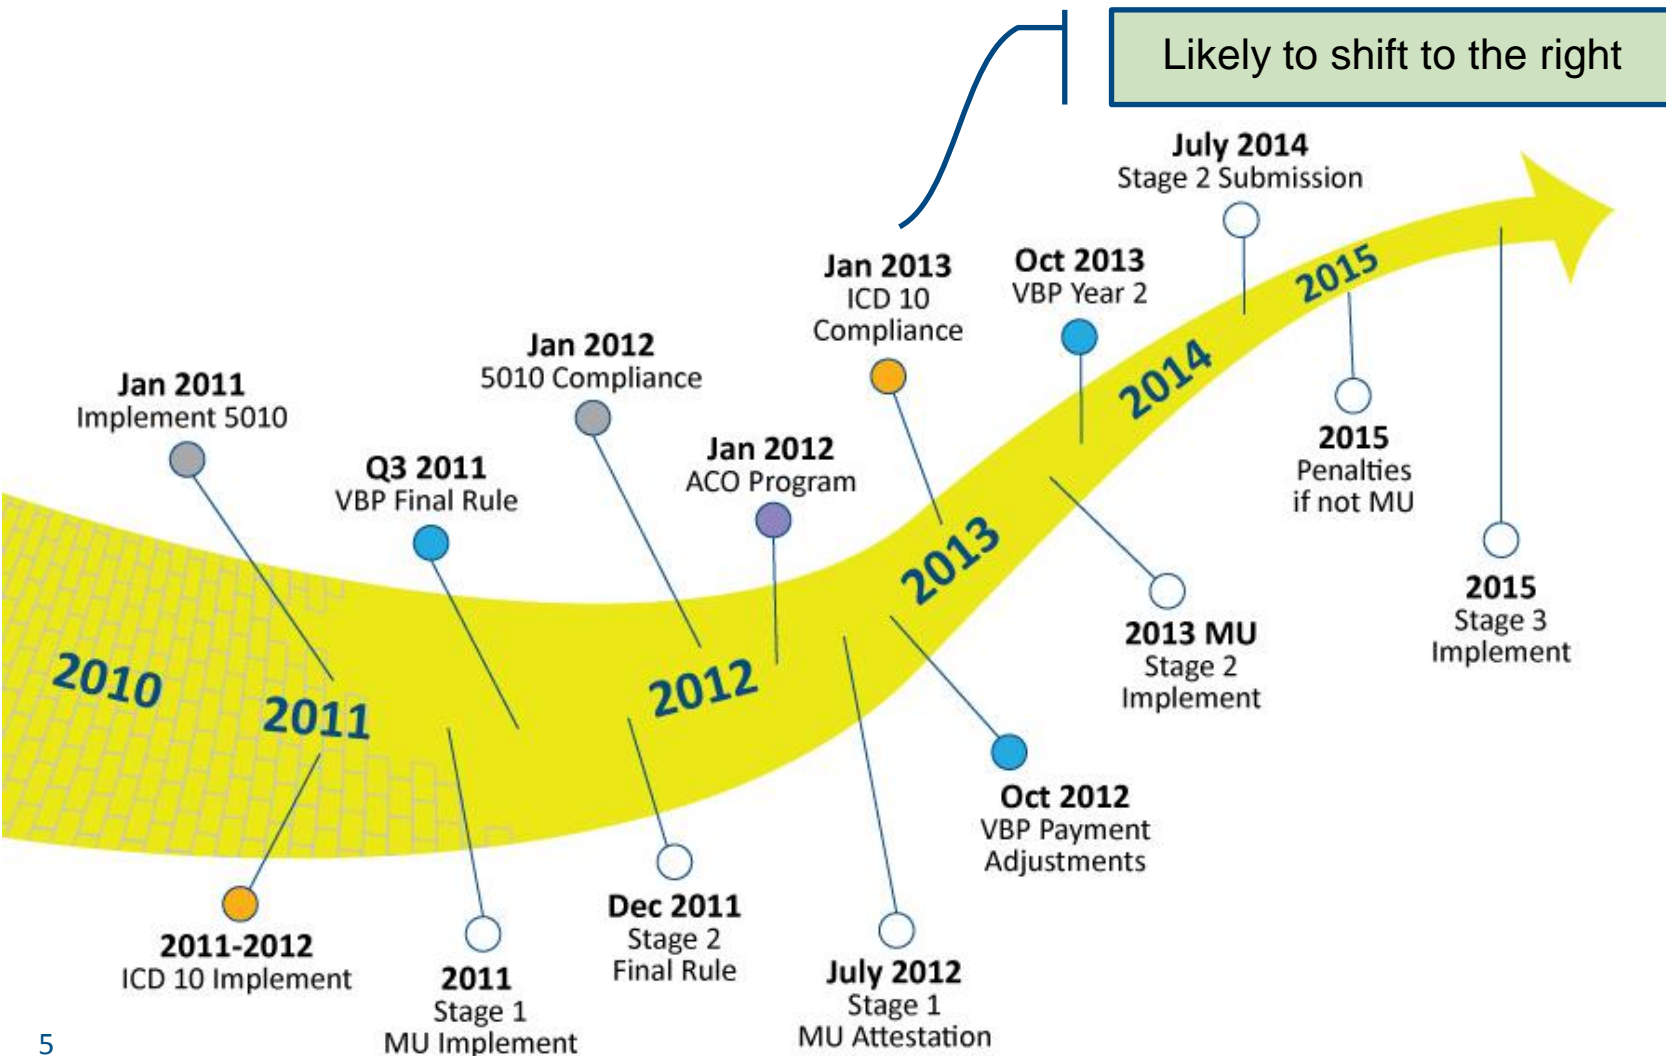 Likely to shift to the right
July 2014
Stage 2 Submission
Jan 2013
ICD 10
Compliance
Oct 2013
VBP Year 2
2015
Jan 2012
5010 Compliance
2014
Jan 2011
Implement 5010
Jan 2012
ACO Program
2015
Penalties
if not MU
Q3 2011
VBP Final Rule
2013
2015
Stage 3
Implement
2013 MU
Stage 2
Implement
2010
2011
2012
Oct 2012
VBP Payment
Adjustments
Dec 2011
Stage 2
Final Rule
2011-2012
ICD 10 Implement
2011
Stage 1
MU Implement
July 2012
Stage 1
MU Attestation
5